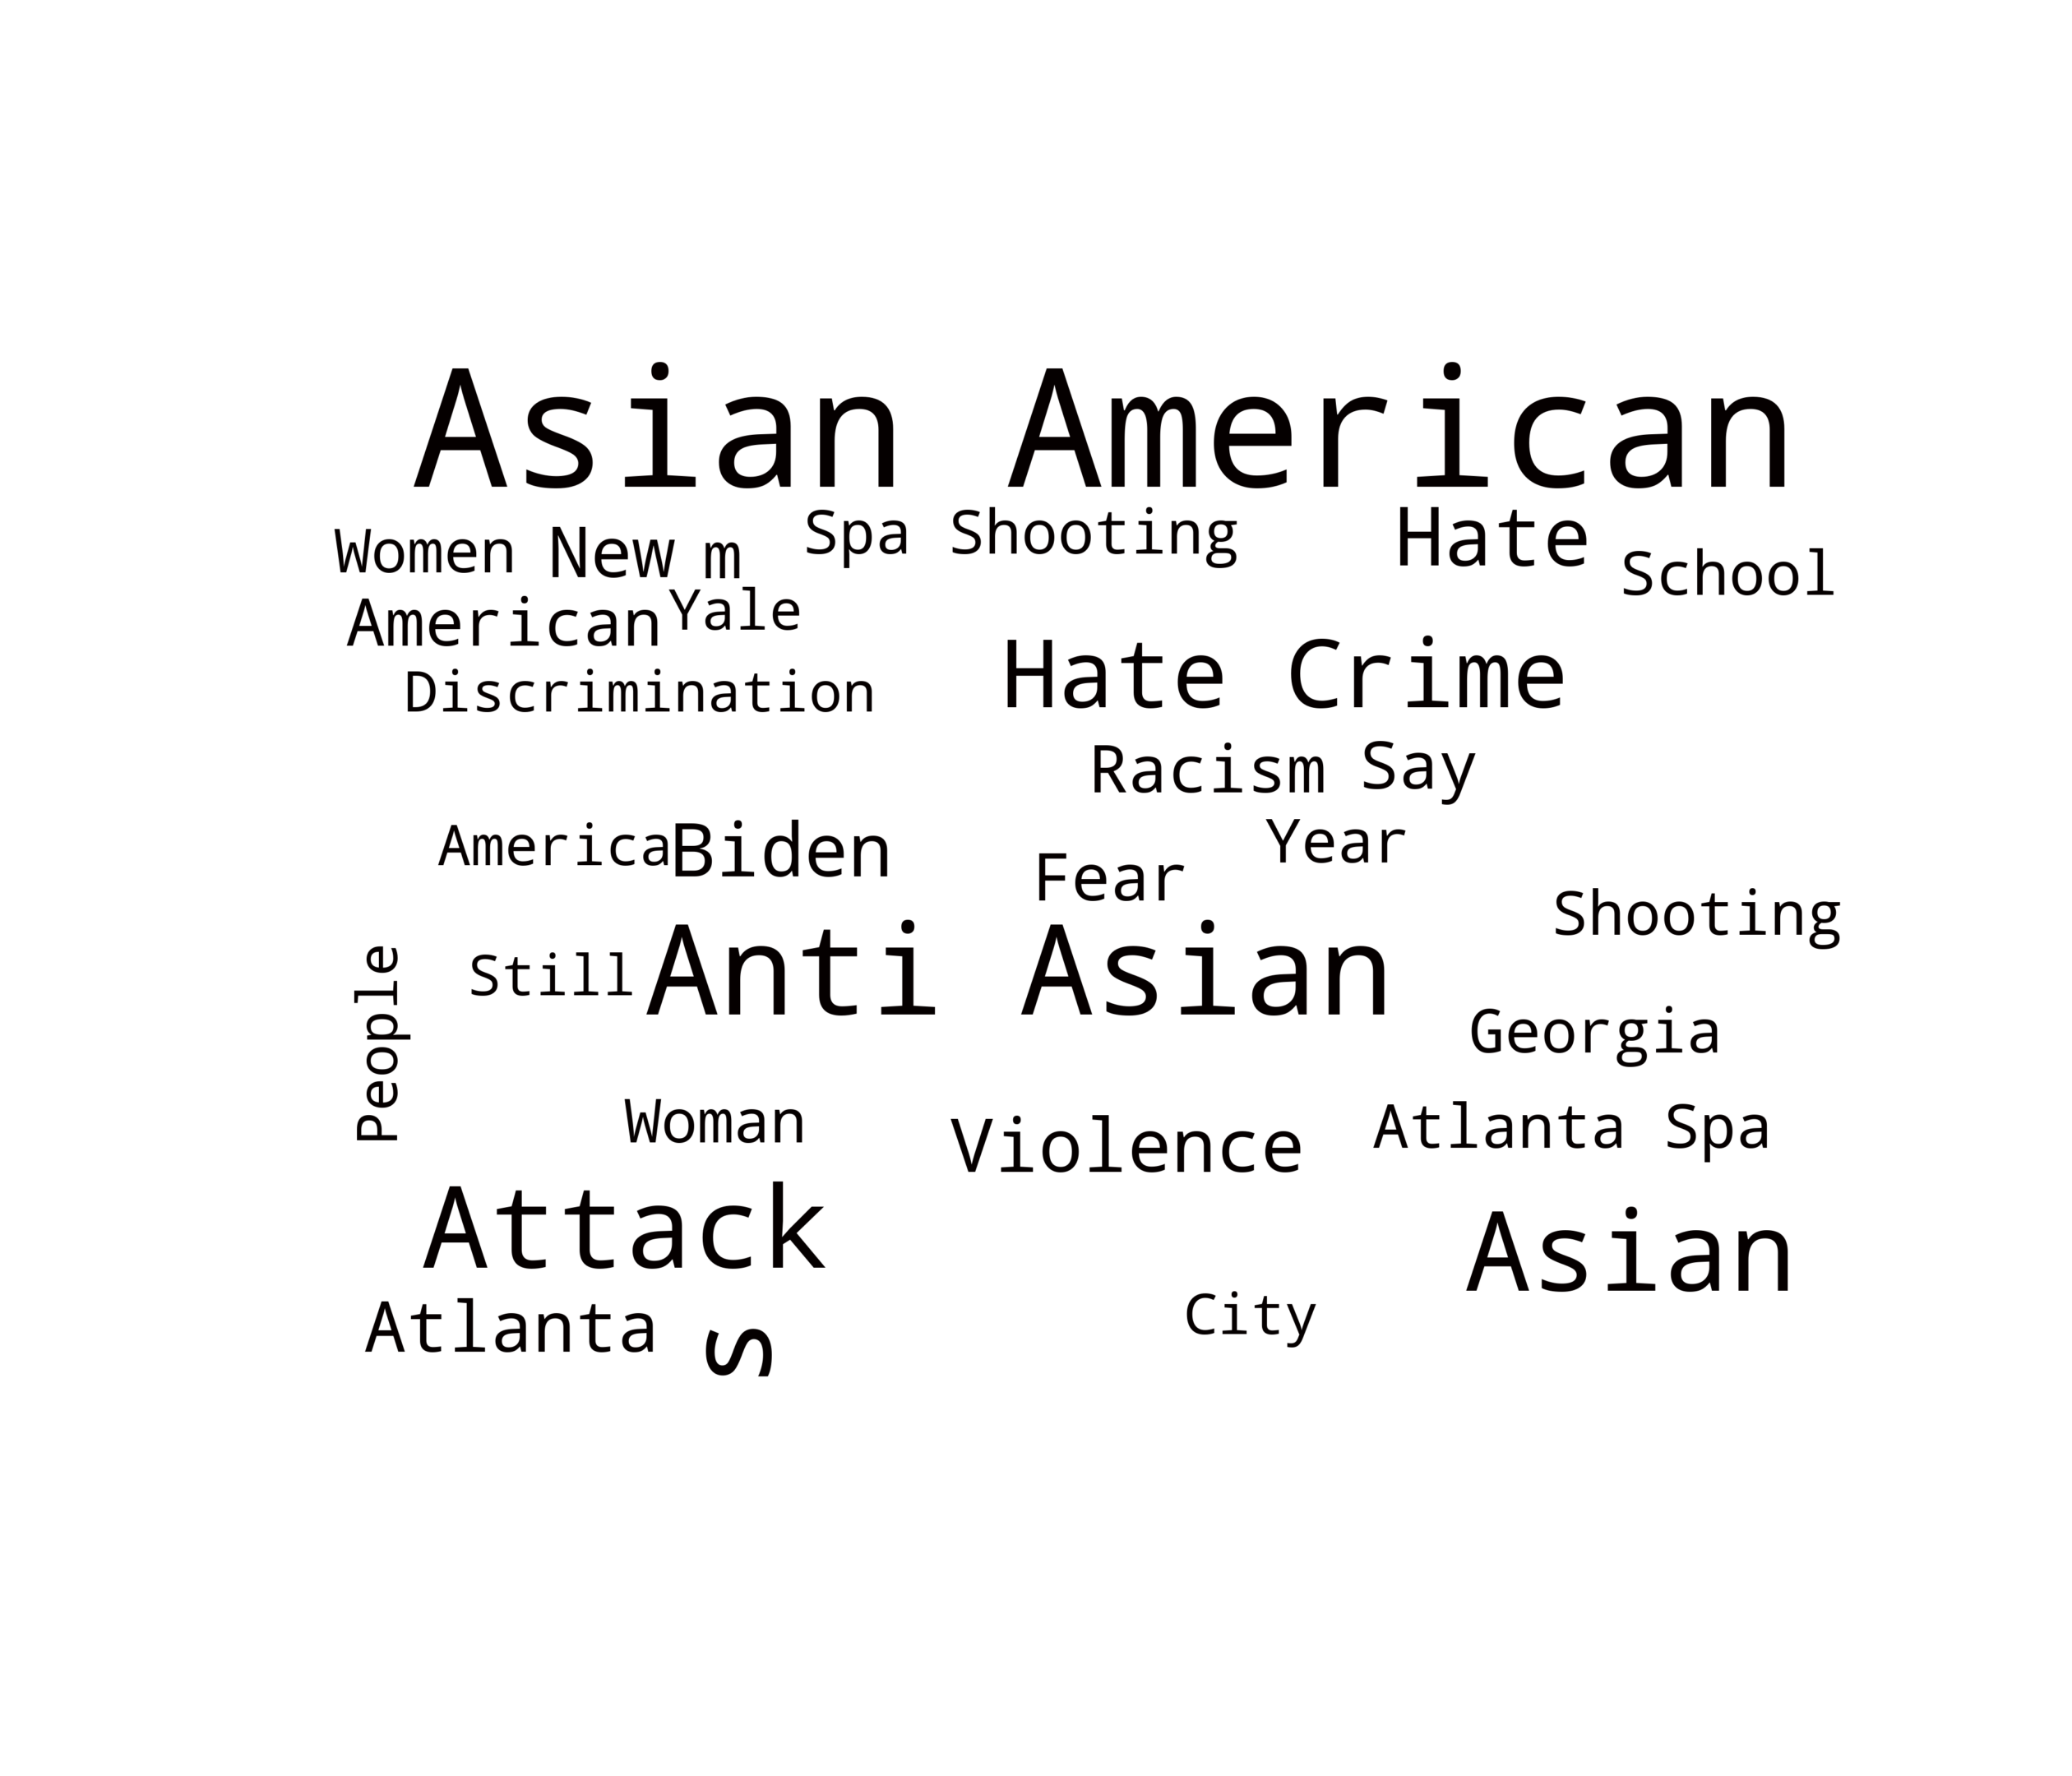 Asian American
Spa Shooting
Hate
Women
New
m
School
Yale
American
Hate Crime
Discrimination
Racism
Say
America
Biden
Year
Fear
Shooting
Anti Asian
Still
People
Georgia
Woman
Violence
Atlanta Spa
Attack
Asian
City
Atlanta
S